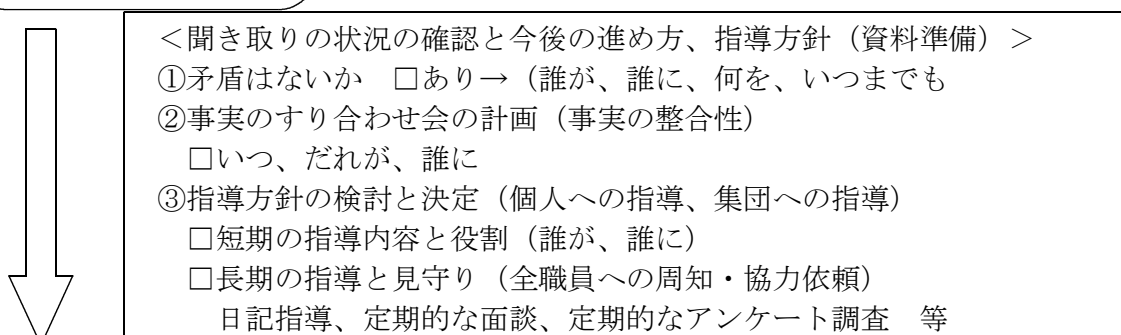 ＜聞き取りの状況の確認と今後の進め方、指導方針（資料準備）＞
①矛盾はないか　□あり→（誰が、誰に、何を、いつまでも
②事実のすり合わせ会の計画（事実の整合性）
□いつ、だれが、誰に
③指導方針の検討と決定（個人への指導、集団への指導）
□短期の指導内容と役割（誰が、誰に）
□長期の指導と見守り（全職員への周知・協力依頼）
日記指導、定期的な面談、定期的なアンケート調査　等